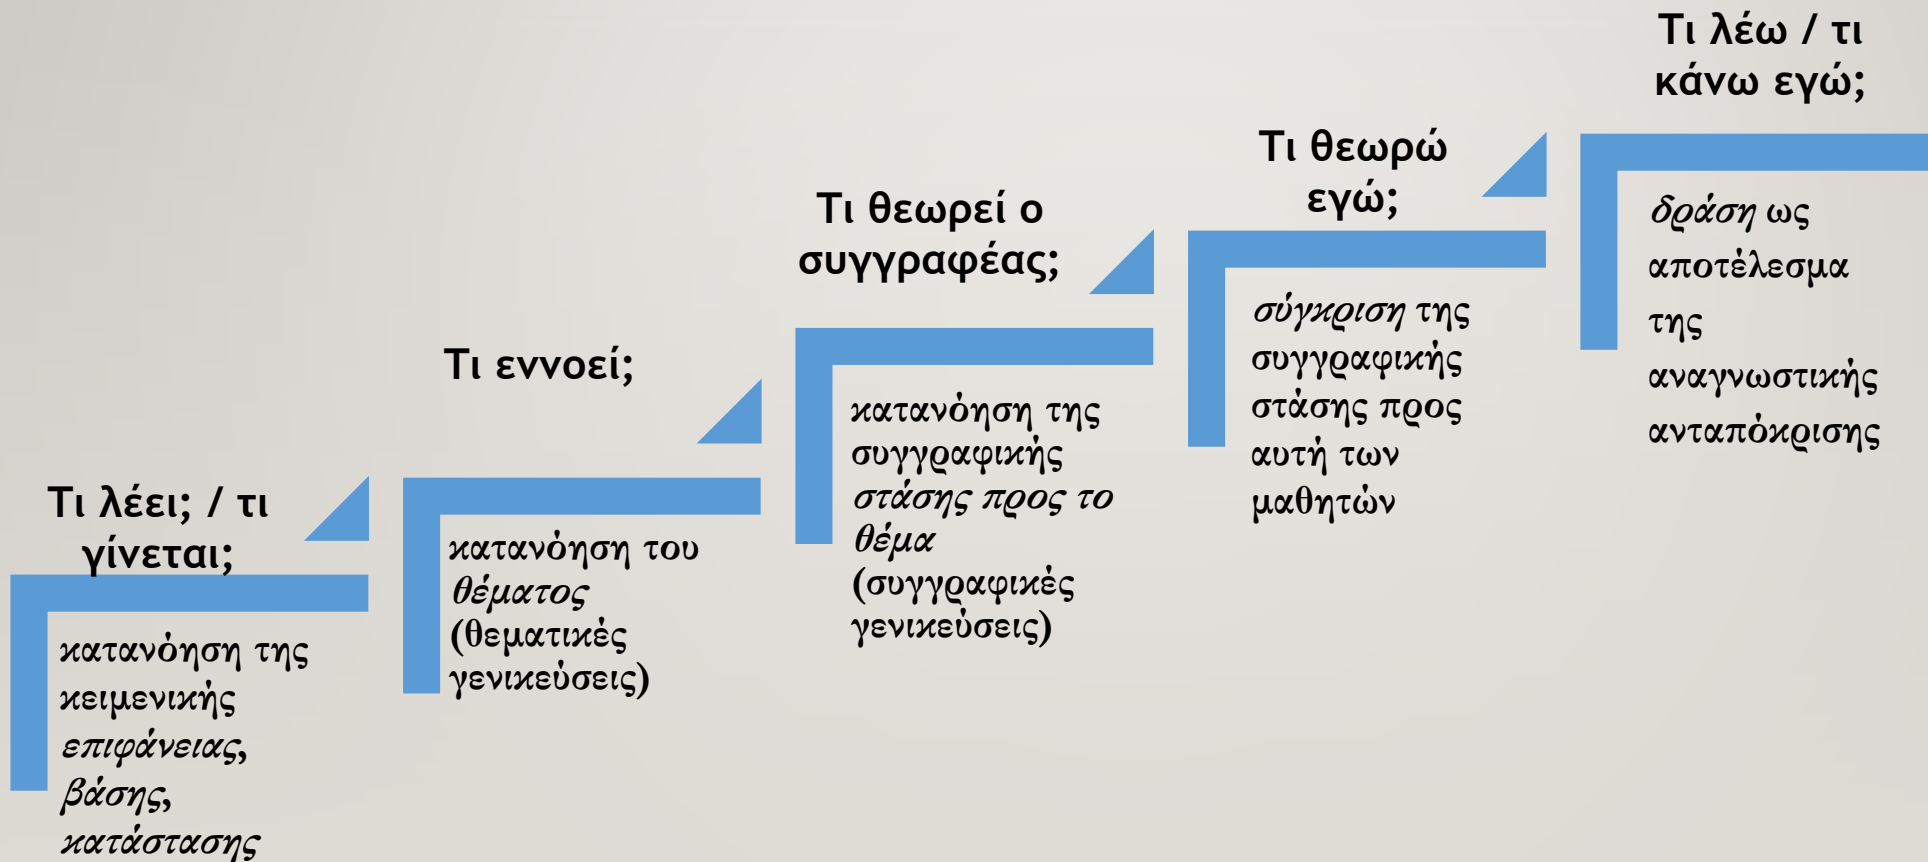 Τι λέει; / τι
γίνεται;
κατανόηση της
κειμενικής
επιφάνειας,
βάσης,
κατάστασης
Τι εννοεί;
κατανόηση του
θέματος
(θεματικές
γενικεύσεις)
Τι θεωρεί ο
συγγραφέας;
κατανόηση της
συγγραφικής
στάσης προς το
θέμα
(συγγραφικές
γενικεύσεις)
Τι θεωρώ
εγώ;
σύγκριση της
συγγραφικής
στάσης προς
αυτή των
μαθητών
Τι λέω / τι
κάνω εγώ;
δράση ως
αποτέλεσμα
της
αναγνωστικής
ανταπόκρισης